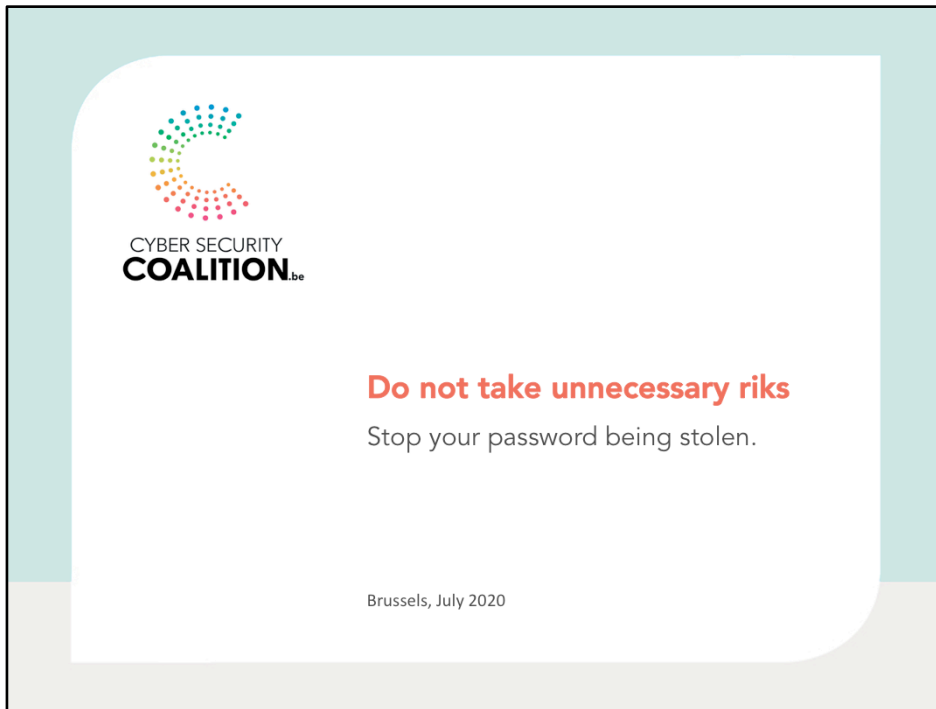 CYBER SECURITY
COALITION.be
Do not take unnecessary riks
Stop your password being stolen.
Brussels, July 2020